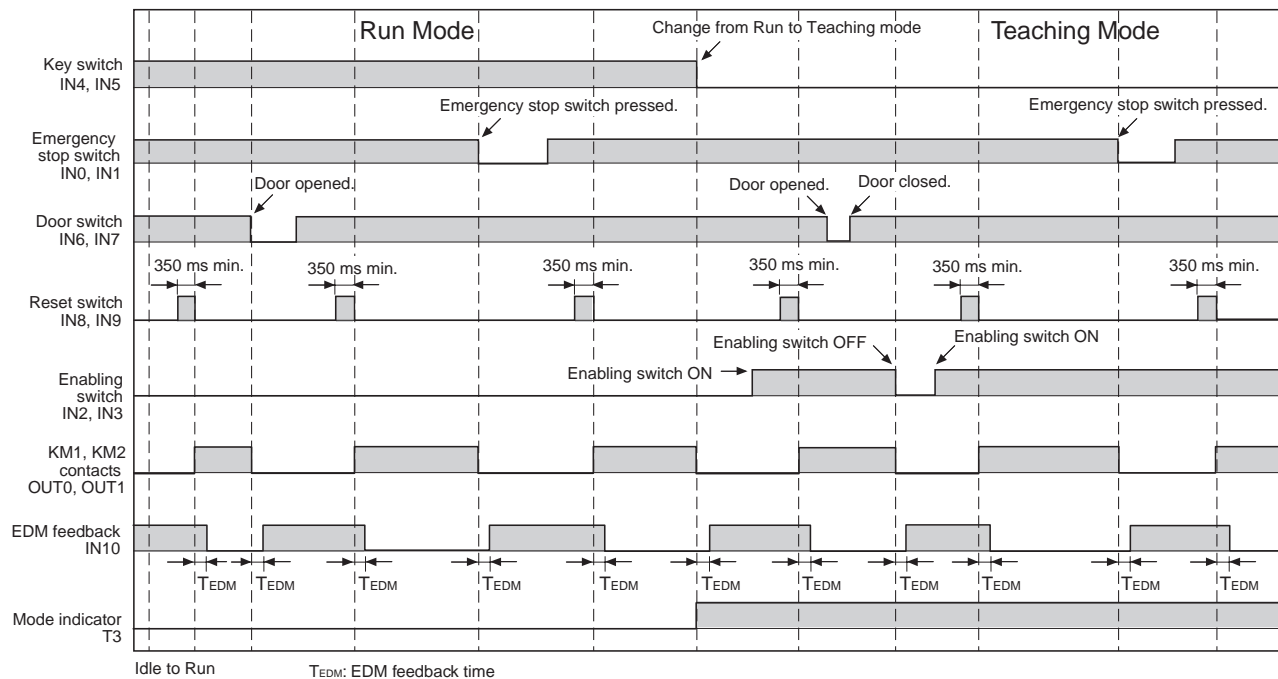 Run Mode
Change from Run to Teaching mode
Teaching Mode
Key switch
IN4, IN5
Emergency stop switch pressed.
Emergency stop switch pressed.
Emergency
stop switch
IN0, IN1
Door opened.
Door opened.
Door closed.
Door switch
IN6, IN7
350 ms min.
350 ms min.
350 ms min.
350 ms min.
350 ms min.
350 ms min.
Reset switch
IN8, IN9
Enabling switch OFF
Enabling switch ON
Enabling switch ON
Enabling
switch
IN2, IN3
KM1, KM2
contacts
OUT0, OUT1
EDM feedback
IN10
TEDM
TEDM
TEDM
TEDM
TEDM
TEDM
TEDM
TEDM
TEDM
TEDM
TEDM
Mode indicator
T3
Idle to Run
TEDM: EDM feedback time